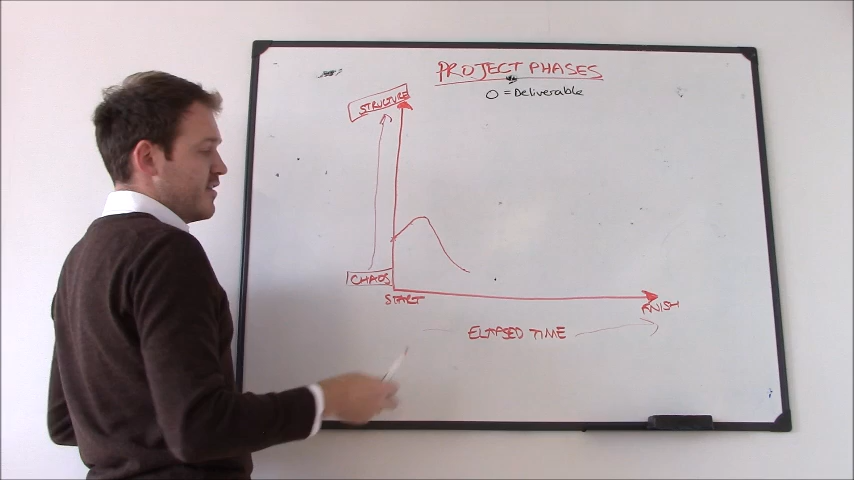 PROJECT PHASES
O = Deliverable
STRUCTURE
CHAOS
START
FINISH
ELAPSED TIME